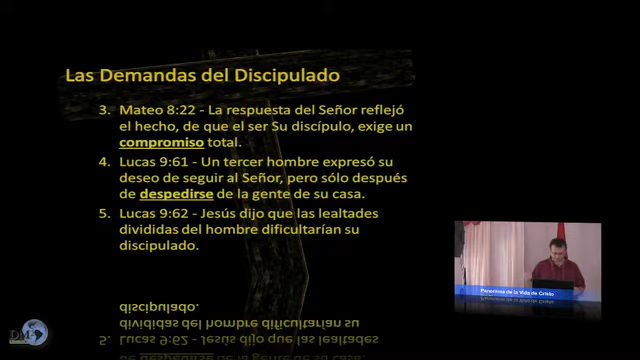 Las Demandas del Discipulado
3. Mateo 8:22 - La respuesta del Señor reflejó
el hecho, de que el ser Su discípulo, exige un
compromiso total.
4. Lucas 9:61 - Un tercer hombre expresó su
deseo de seguir al Señor, pero sólo después
de despedirse de la gente de su casa.
5. Lucas 9:62 - Jesús dijo que las lealtades
divididas del hombre dificultarían su
discipulado.
Panorama de la Vida de Cristo